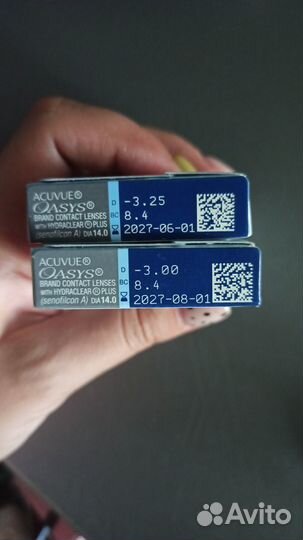 ACUVUE®
OASYS®
BRAND CONTACT LENSES
WITH HYDRACLEAR® PLUS
(senofilcon A) DIA 14.0
D -3.25
BC 8.4
2027-06-01
ACUVUE®
OASYS®
BRAND CONTACT LENSES
WITH HYDRACLEAR® PLUS
(senofilcon A) DIA 14.0
D -3.00
BC 8.4
2027-08-01
Avito